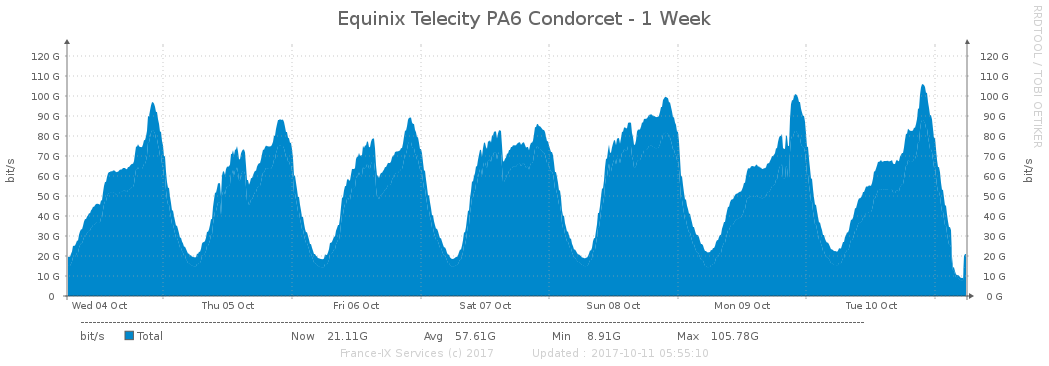 Equinix Telecity PA6 Condorcet - 1 Week
RRDTOOL / TOBI OETIKER
120 G 120 G
110 G 110 G
100 G 100 G
90 G 90 G
80 G 80 G
70 G 70 G
60 G 60 G
50 G 50 G
40 G 40 G
30 G 30 G
20 G 20 G
10 G 10 G
0 0 G
bit/s
bit/s
Wed 04 Oct Thu 05 Oct Fri 06 Oct Sat 07 Oct Sun 08 Oct Mon 09 Oct Tue 10 Oct
bit/s Total Now 21.11G Avg 57.61G Min 8.91G Max 105.78G
France-IX Services (c) 2017 Updated : 2017-10-11 05:55:10